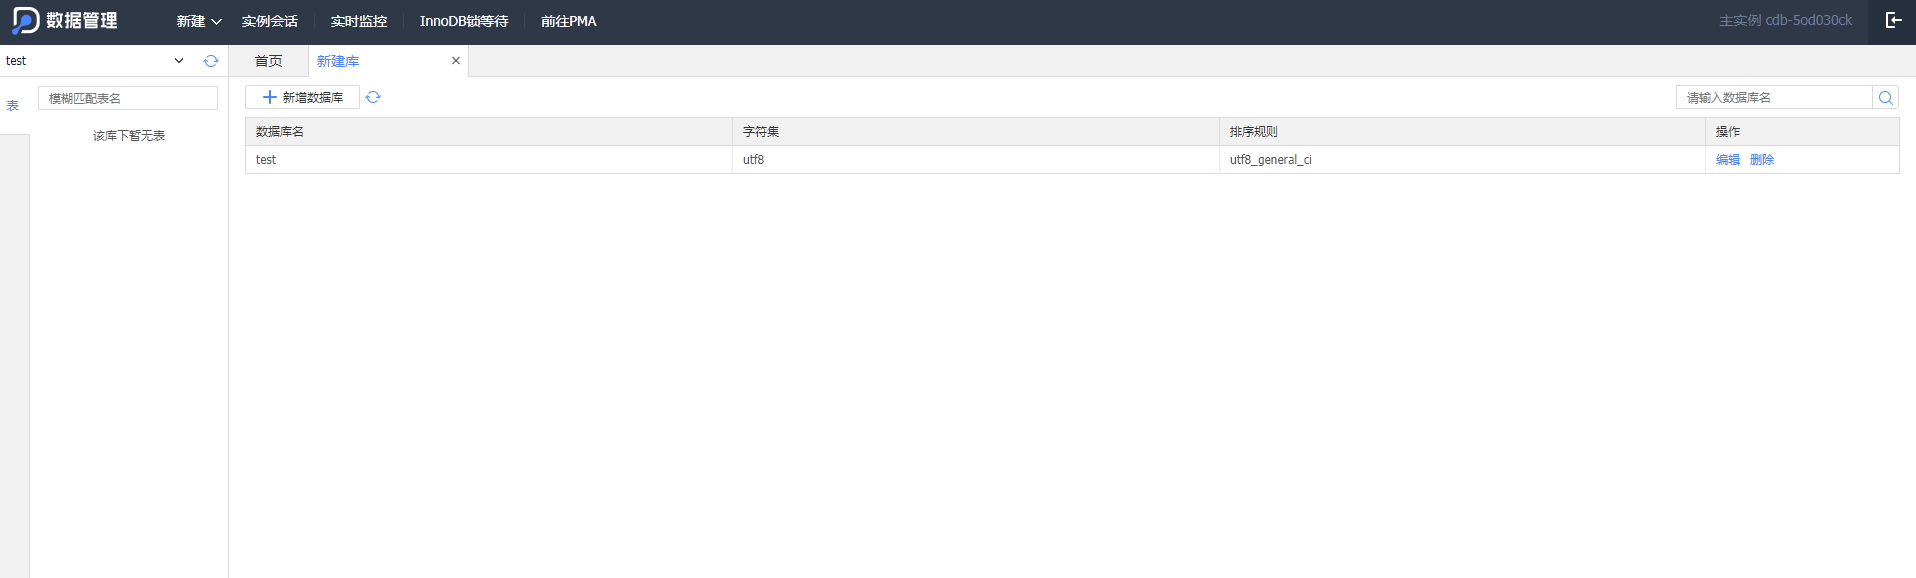 数据管理 新建 实例会话 实时监控 InnoDB锁等待 前往PMA 主实例 cdb-5od030ck
test 首页 新建库
表 模糊匹配表名 新增数据库 请输入数据库名
该库下暂无表
数据库名 字符集 排序规则 操作
test utf8 utf8_general_ci 编辑 删除